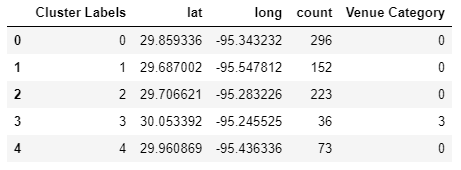 Cluster Labels lat long count Venue Category
0 0 29.859336 -95.343232 296 0
1 1 29.687002 -95.547812 152 0
2 2 29.706621 -95.283226 223 0
3 3 30.053392 -95.245525 36 3
4 4 29.960869 -95.436336 73 0